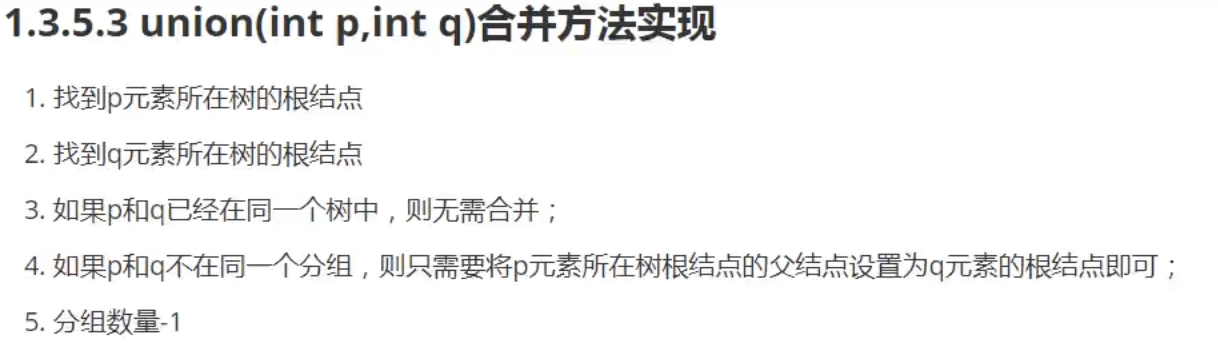 1.3.5.3 union(int p,int q)合并方法实现
1. 找到p元素所在树的根结点
2. 找到q元素所在树的根结点
3. 如果p和q已经在同一个树中，则无需合并；
4. 如果p和q不在同一个分组，则只需要将p元素所在树根结点的父结点设置为q元素的根结点即可；
5. 分组数量-1